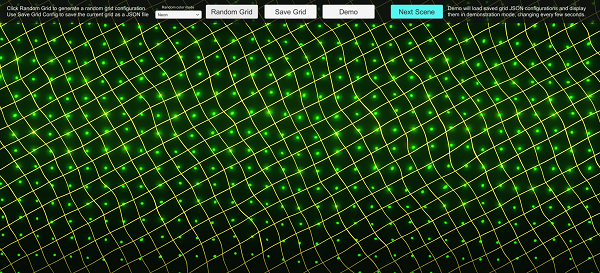 Click Random Grid to generate a random grid configuration.
Use Save Grid Config to save the current grid as a JSON file
Random color mode
Neon
Random Grid
Save Grid
Demo
Next Scene
Demo will load saved grid JSON configurations and display
them in demonstration mode, changing every few seconds.